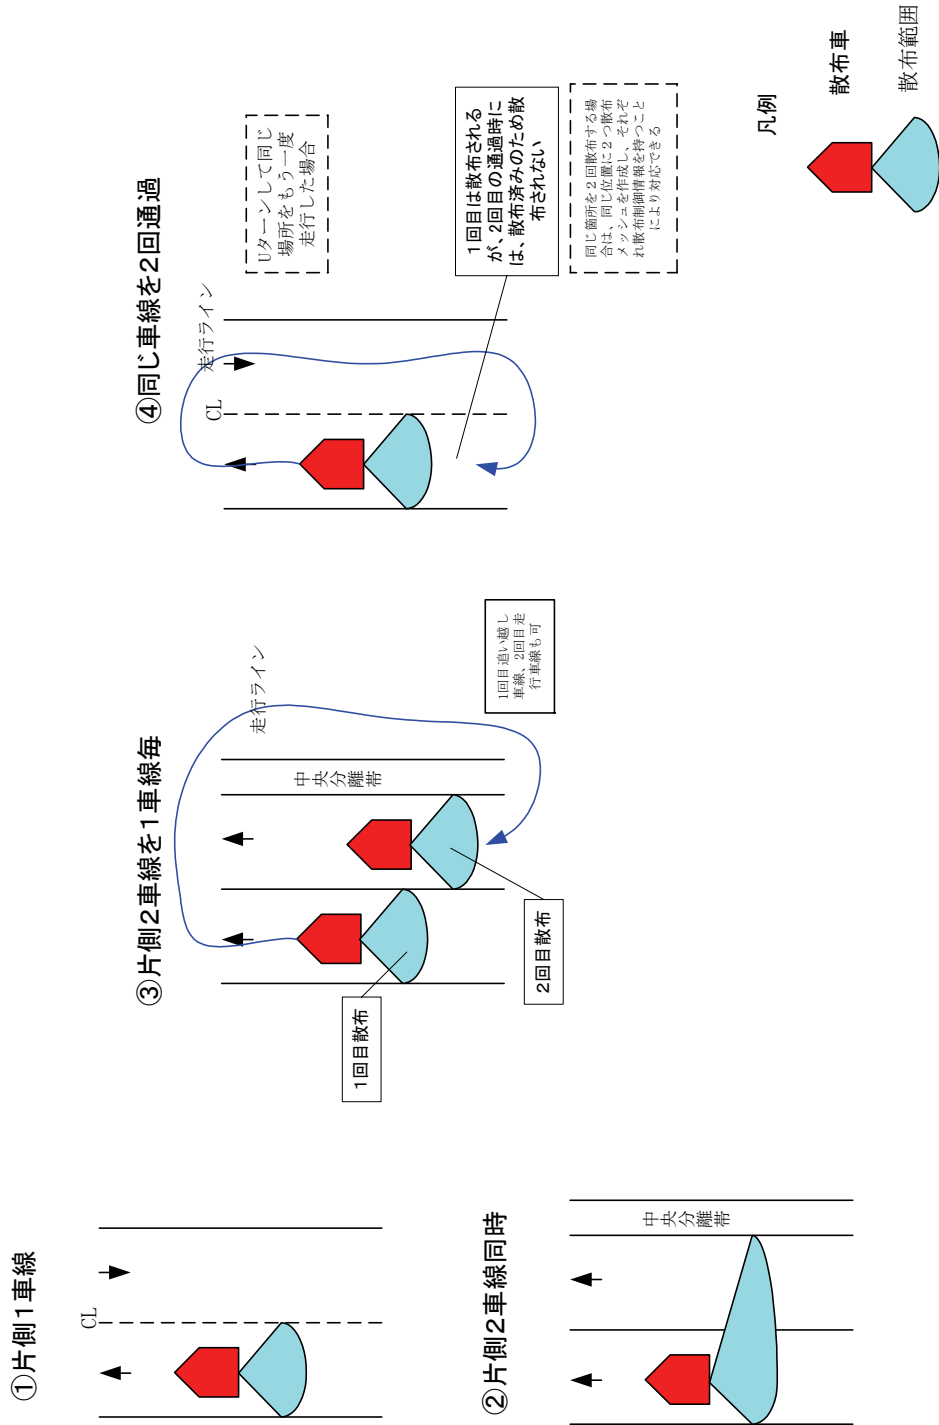 ①片側1車線
CL
②片側2車線同時
中央分離帯
③片側2車線を1車線毎
走行ライン
中央分離帯
1回目散布
2回目散布
1回目追い越し
車線、2回目走
行車線も可
④同じ車線を2回通過
走行ライン
CL
Uターンして同じ
場所をもう一度
走行した場合
1回目は散布される
が、2回目の通過時に
は、散布済みのため散
布されない
同じ箇所を2回散布する場
合は、同じ位置に2つ散布
メッシュを作成し、それぞ
れ散布制御情報を持つこと
により対応できる
凡例
散布車
散布範囲